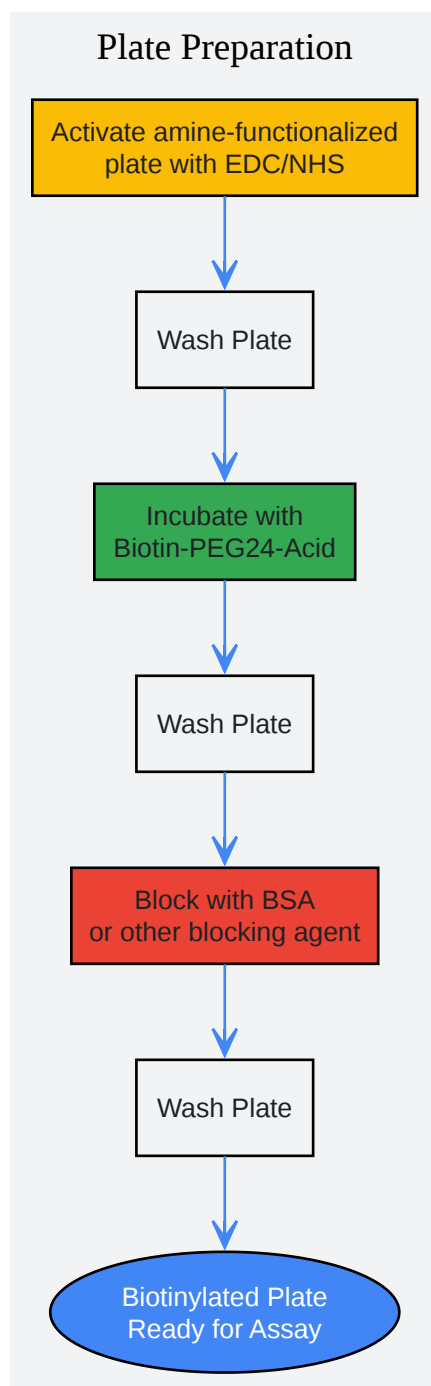 Plate Preparation
Activate amine-functionalized
plate with EDC/NHS
Wash Plate
Incubate with
Biotin-PEG24-Acid
Wash Plate
Block with BSA
or other blocking agent
Wash Plate
Biotinylated Plate
Ready for Assay